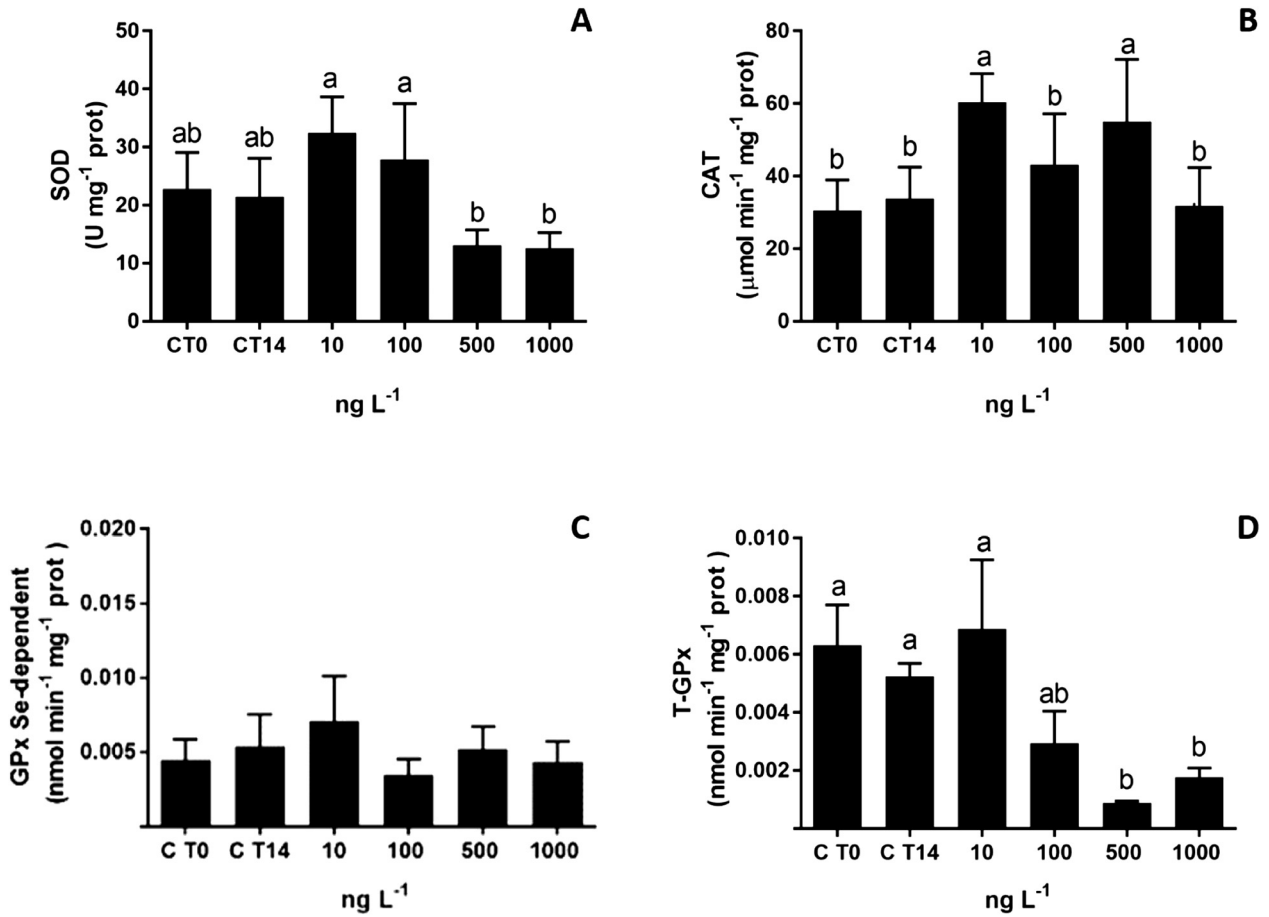 A
SOD
(U mg⁻¹ prot)
50
40
30
20
10
0
ab
ab
a
a
b
b
CT0 CT14 10 100 500 1000
ng L⁻¹
B
CAT
(μmol min⁻¹ mg⁻¹ prot)
80
60
40
20
0
b
b
a
b
a
b
CT0 CT14 10 100 500 1000
ng L⁻¹
C
GPx Se-dependent
(nmol min⁻¹ mg⁻¹ prot )
0.020
0.015
0.010
0.005
C T0 C T14 10 100 500 1000
ng L⁻¹
D
T-GPx
(nmol min⁻¹ mg⁻¹ prot )
0.010
0.008
0.006
0.004
0.002
a
a
a
ab
b
b
C T0 C T14 10 100 500 1000
ng L⁻¹